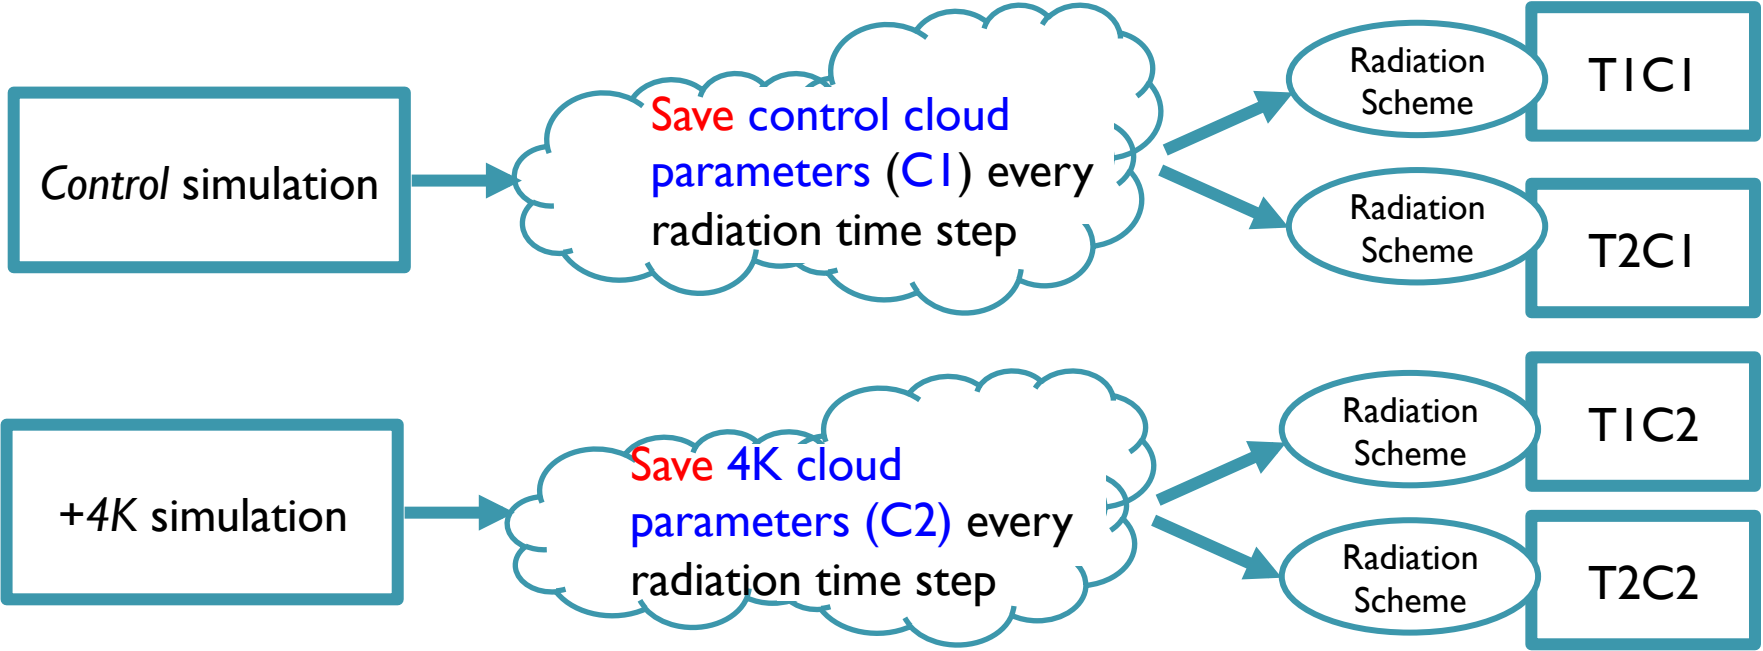 Control simulation
Save control cloud
parameters (C1) every
radiation time step
Radiation
Scheme
T1C1
Radiation
Scheme
T2C1
+4K simulation
Save 4K cloud
parameters (C2) every
radiation time step
Radiation
Scheme
T1C2
Radiation
Scheme
T2C2